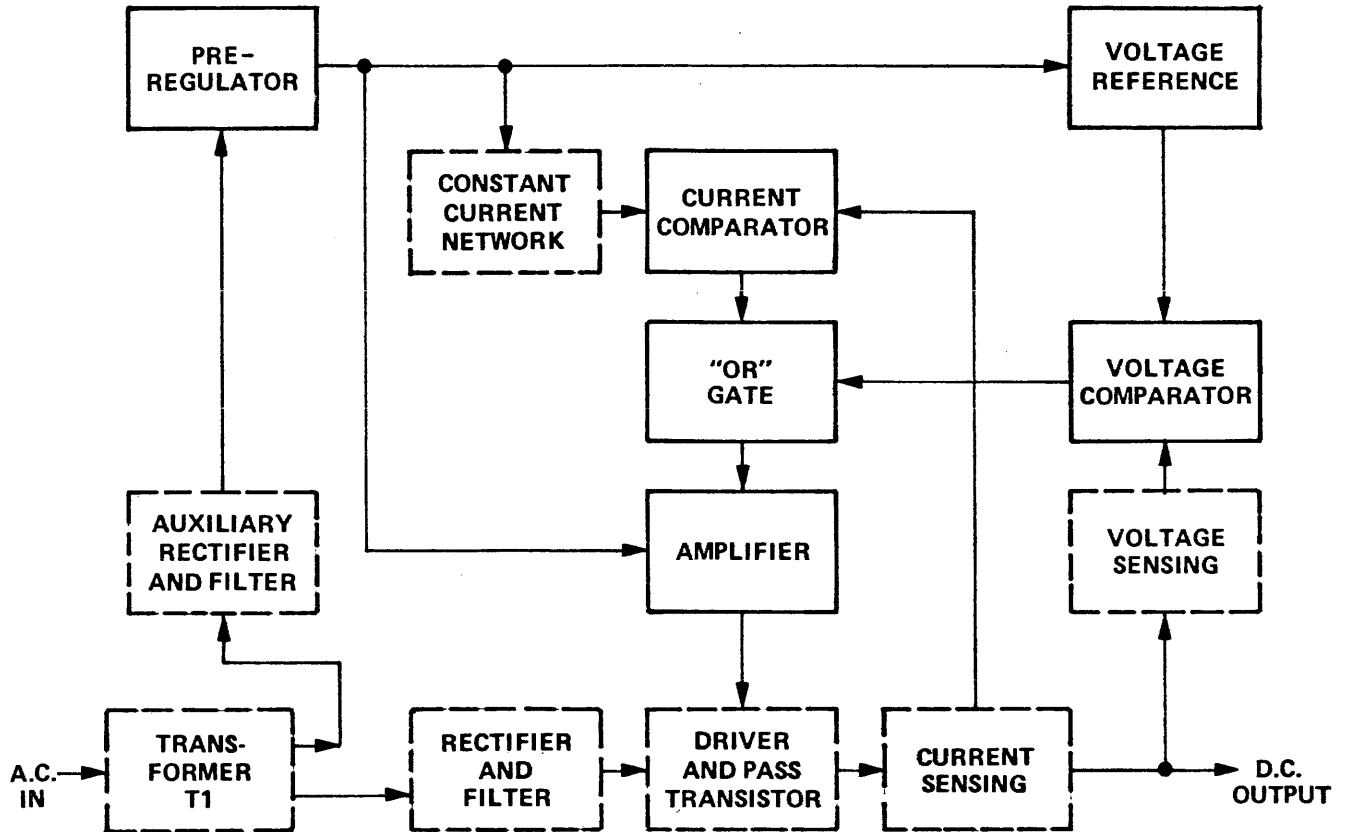 PRE-
REGULATOR
VOLTAGE
REFERENCE
CONSTANT
CURRENT
NETWORK
CURRENT
COMPARATOR
"OR"
GATE
VOLTAGE
COMPARATOR
AUXILIARY
RECTIFIER
AND FILTER
AMPLIFIER
VOLTAGE
SENSING
A.C.
IN
TRANS-
FORMER
T1
RECTIFIER
AND
FILTER
DRIVER
AND PASS
TRANSISTOR
CURRENT
SENSING
D.C.
OUTPUT